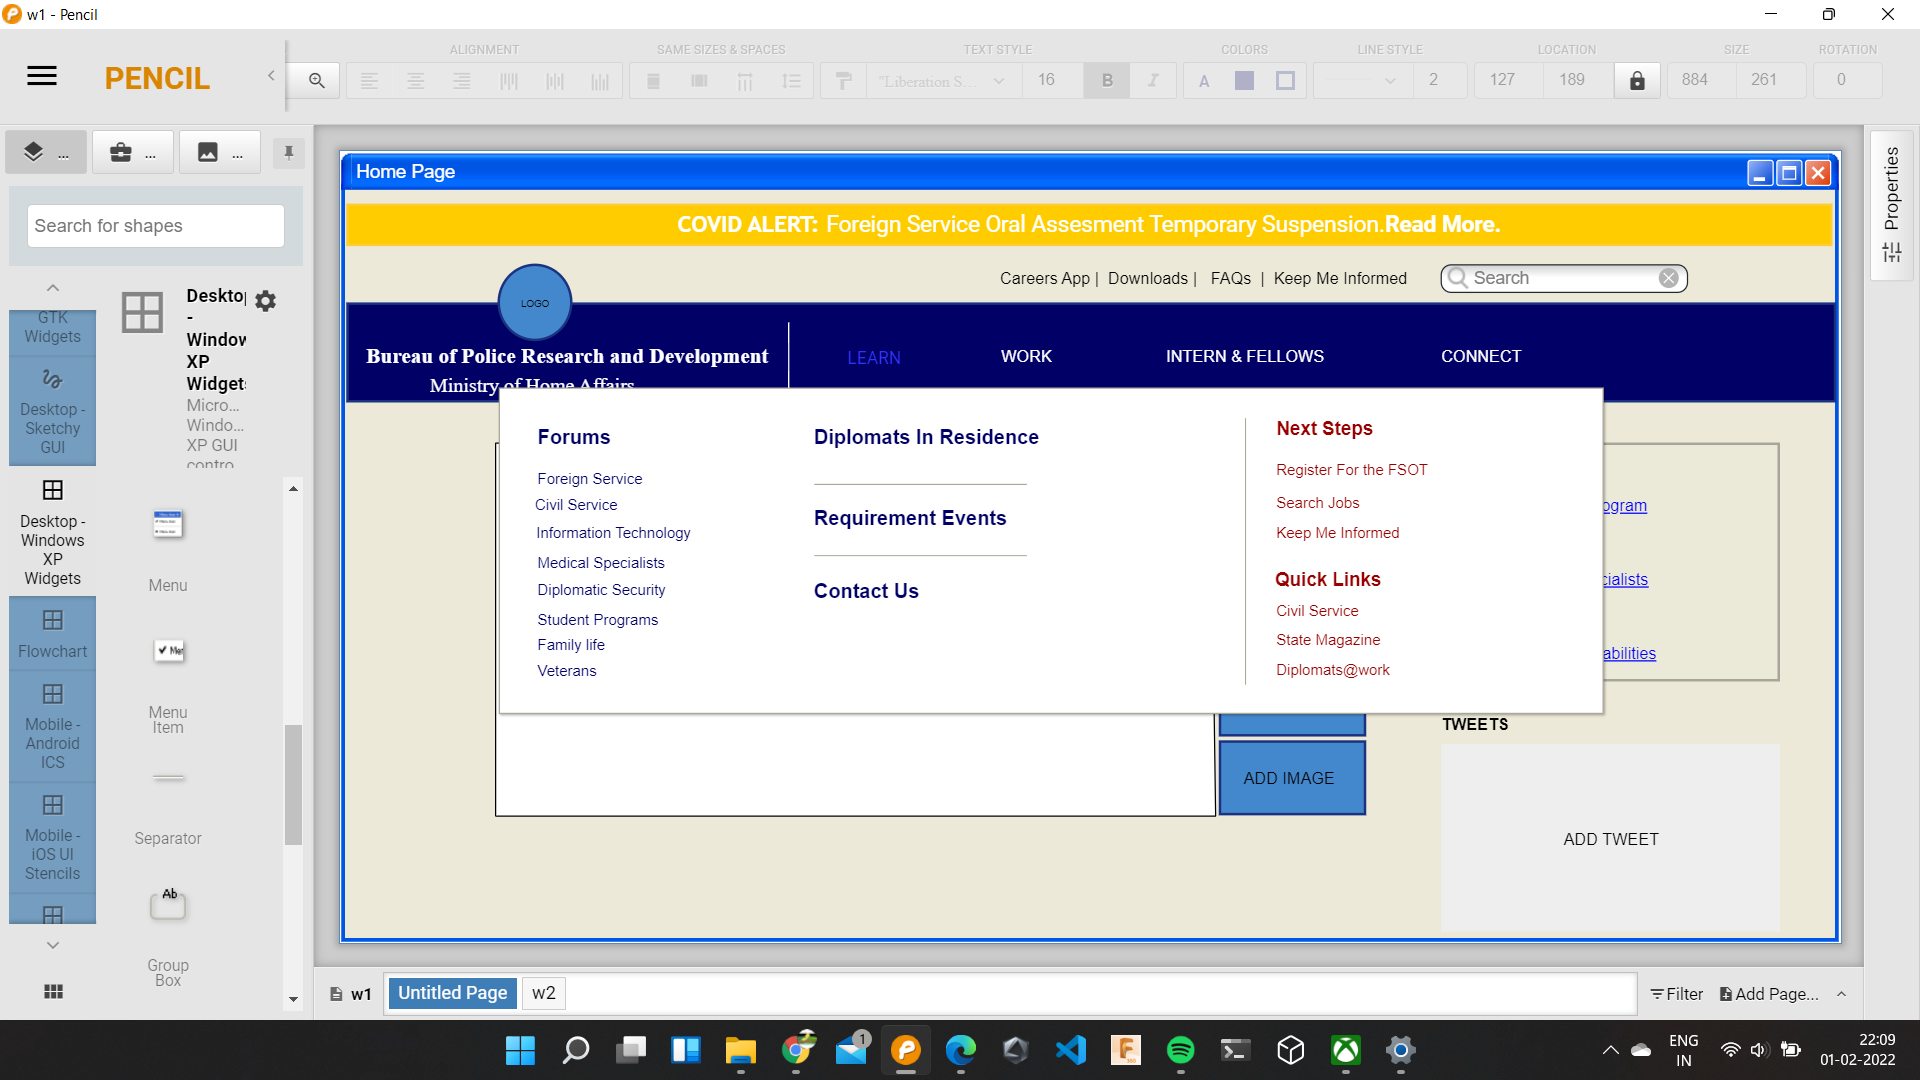 w1 - Pencil
PENCIL
ALIGNMENT
SAME SIZES & SPACES
TEXT STYLE
COLORS
LINE STYLE
LOCATION
SIZE
ROTATION
"Liberation S...
16
B
I
A
2
127
189
884
261
0
...
...
...
Search for shapes
GTK
Widgets
Desktop -
Sketchy
GUI
Desktop -
Windows
XP
Widgets
Flowchart
Mobile -
Android
ICS
Mobile -
iOS UI
Stencils
-
XP
Micro...
Windo...
XP GUI
Menu
Menu
Item
Separator
Ab
Group
Box
Properties
Home Page
COVID ALERT: Foreign Service Oral Assesment Temporary Suspension.Read More.
LOGO
Careers App | Downloads | FAQs | Keep Me Informed
Search
Bureau of Police Research and Development
Ministry of Home Affairs
LEARN
WORK
INTERN & FELLOWS
CONNECT
Forums
Foreign Service
Civil Service
Information Technology
Medical Specialists
Diplomatic Security
Student Programs
Family life
Veterans
Diplomats In Residence
Requirement Events
Contact Us
Next Steps
Register For the FSOT
Search Jobs
Keep Me Informed
Quick Links
Civil Service
State Magazine
Diplomats@work
ogram
cialists
abilities
ADD IMAGE
TWEETS
ADD TWEET
w1
Untitled Page
w2
Filter
Add Page...
1
ENG
IN
22:09
01-02-2022